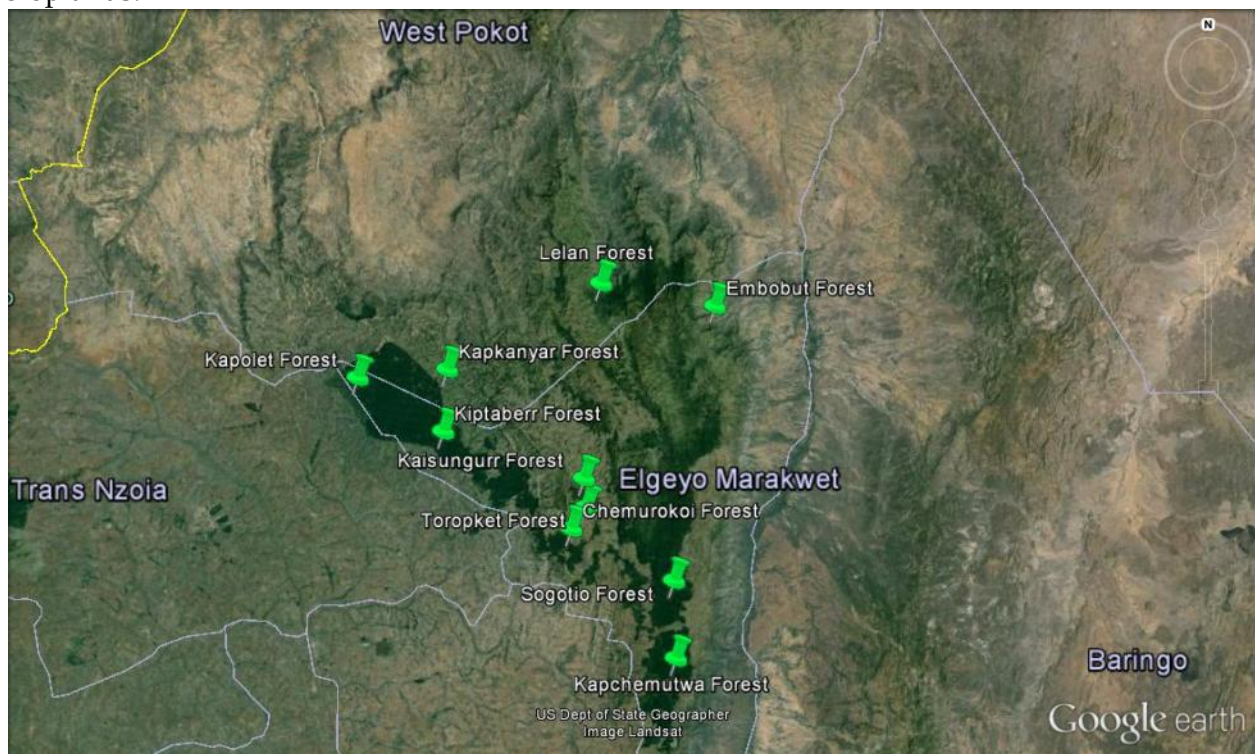 West Pokot
N
Lelan Forest
Embobut Forest
Kapolet Forest
Kapkanyar Forest
Kiptaberr Forest
Kaisungurr Forest
Elgeyo Marakwet
Trans Nzoia
Chemurokoi Forest
Toropket Forest
Sogotio Forest
Baringo
Kapchemutwa Forest
US Dept of State Geographer
Image Landsat
Google earth